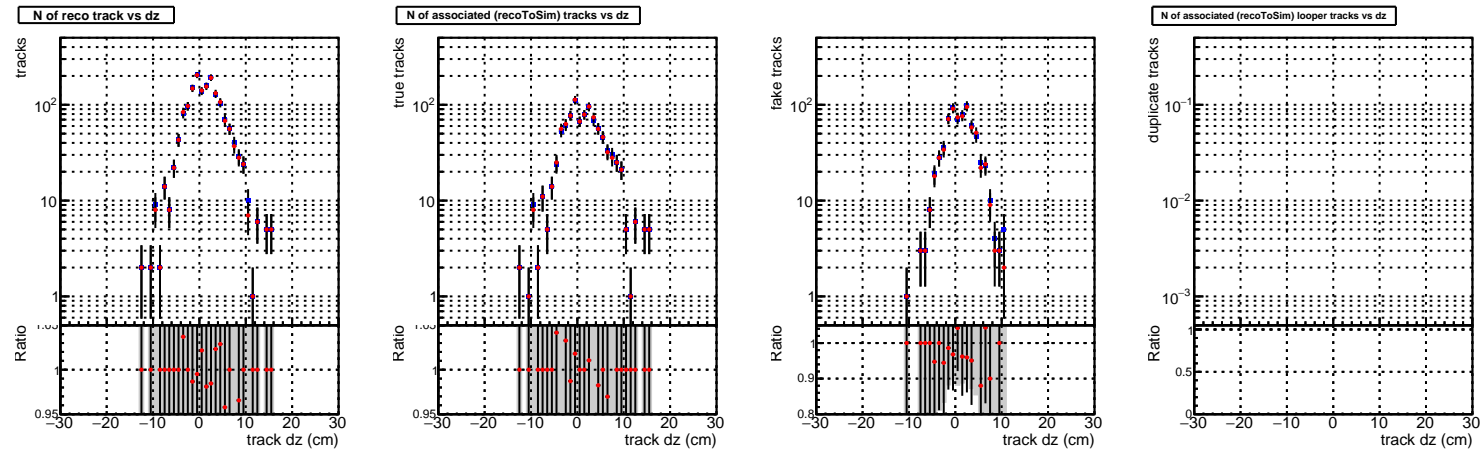 N of reco track vs dz
tracks
10²
10
1
Ratio
1.05
1
0.95
−30 −20 −10 0 10 20 30
track dz (cm)
N of associated (recoToSim) tracks vs dz
true tracks
10²
10
1
Ratio
1.05
1
0.95
−30 −20 −10 0 10 20 30
track dz (cm)
fake tracks
10²
10
1
Ratio
1
0.9
0.8
−30 −20 −10 0 10 20 30
track dz (cm)
N of associated (recoToSim) looper tracks vs dz
duplicate tracks
10⁻¹
10⁻²
10⁻³
Ratio
1
0.5
0
−30 −20 −10 0 10 20 30
track dz (cm)